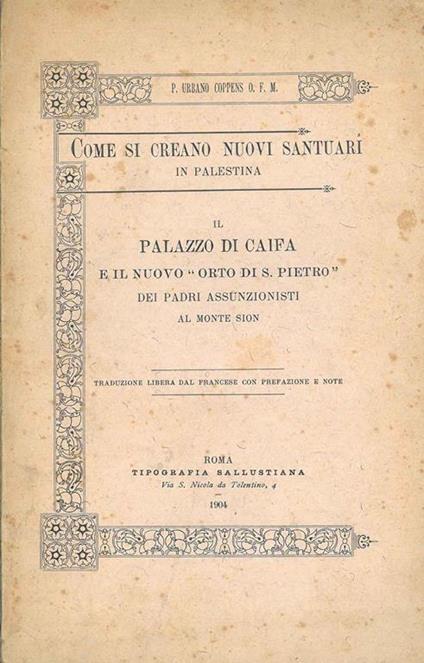 P. URBANO COPPENS O. F. M.
COME SI CREANO NUOVI SANTUARÎ
IN PALESTINA
IL
PALAZZO DI CAIFA
E IL NUOVO “ORTO DI S. PIETRO”
DEI PADRI ASSUNZIONISTI
AL MONTE SION
TRADUZIONE LIBERA DAL FRANCESE CON PREFAZIONE E NOTE
ROMA
TIPOGRAFIA SALLUSTIANA
Via S. Nicola da Tolentino, 4
1904